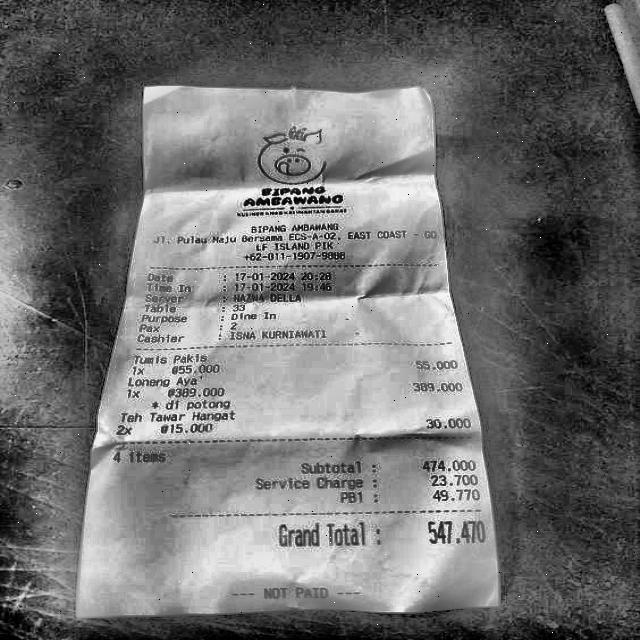 BIPANG
AMBAWANG
KULINER KHAS KALIMANTAN BARAT
BIPANG AMBAWANG
Jl. Pulau Maju Bersama ECS-A-02, EAST COAST - GO
LF ISLAND PIK
+62-011-1907-9888
Date : 17-01-2024 20:28
Time In : 17-01-2024 19:46
Server : NAZWA DELLA
Table : 33
Purpose : Dine In
Pax : 2
Cashier : ISNA KURNIAWATI
Tumis Pakis
1x @55.000 55.000
Loneng Aya'
1x @389.000 389.000
* di potong
Teh Tawar Hangat
2x @15.000 30.000
4 items
Subtotal : 474.000
Service Charge : 23.700
PB1 : 49.770
Grand Total : 547.470
--- NOT PAID ---